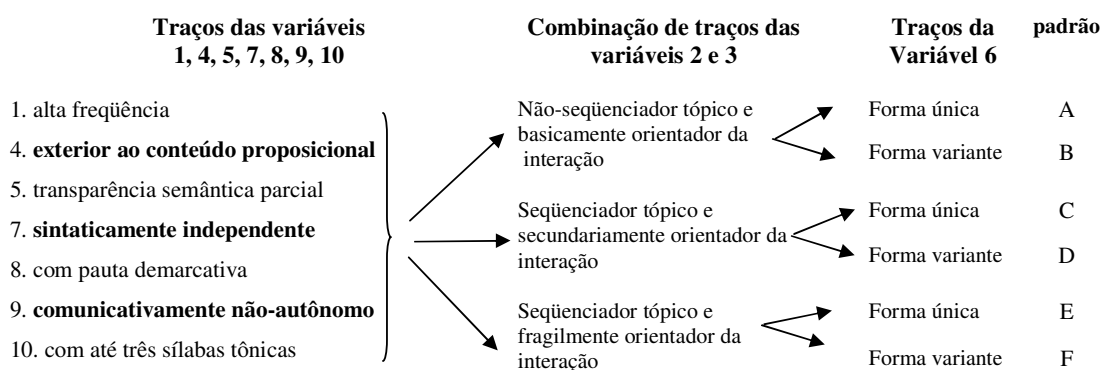 Traços das variáveis
1, 4, 5, 7, 8, 9, 10
Combinação de traços das
variáveis 2 e 3
Traços da
Variável 6
padrão
1. alta freqüência
4. exterior ao conteúdo proposicional
5. transparência semântica parcial
7. sintaticamente independente
8. com pauta demarcativa
9. comunicativamente não-autônomo
10. com até três sílabas tônicas
Não-seqüenciador tópico e
basicamente orientador da
interação
Forma única A
Forma variante B
Seqüenciador tópico e
secundariamente orientador da
interação
Forma única C
Forma variante D
Seqüenciador tópico e
fragilmente orientador da
interação
Forma única E
Forma variante F